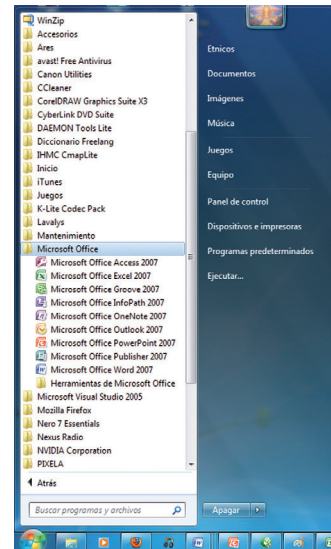 WinZip
Accesorios
Ares
avast! Free Antivirus
Canon Utilities
CCleaner
CorelDRAW Graphics Suite X3
CyberLink DVD Suite
DAEMON Tools Lite
Diccionario Freelang
IHMC CmapLite
Inicio
iTunes
Juegos
K-Lite Codec Pack
Lavalys
Mantenimiento
Microsoft Office
Microsoft Office Access 2007
Microsoft Office Excel 2007
Microsoft Office Groove 2007
Microsoft Office InfoPath 2007
Microsoft Office OneNote 2007
Microsoft Office Outlook 2007
Microsoft Office PowerPoint 2007
Microsoft Office Publisher 2007
Microsoft Office Word 2007
Herramientas de Microsoft Office
Microsoft Visual Studio 2005
Mozilla Firefox
Nero 7 Essentials
Nexus Radio
NVIDIA Corporation
PIXELA
Atrás
Buscar programas y archivos
Etnicos
Documentos
Imágenes
Música
Juegos
Equipo
Panel de control
Dispositivos e impresoras
Programas predeterminados
Ejecutar...
Apagar